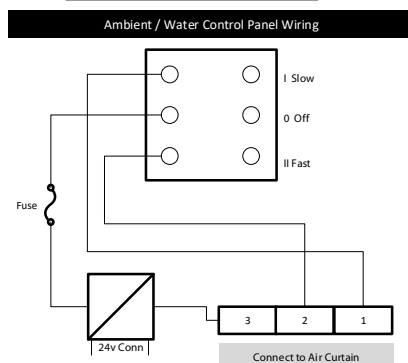 Ambient / Water Control Panel Wiring
I Slow
0 Off
II Fast
Fuse
24v Conn
3 2 1
Connect to Air Curtain